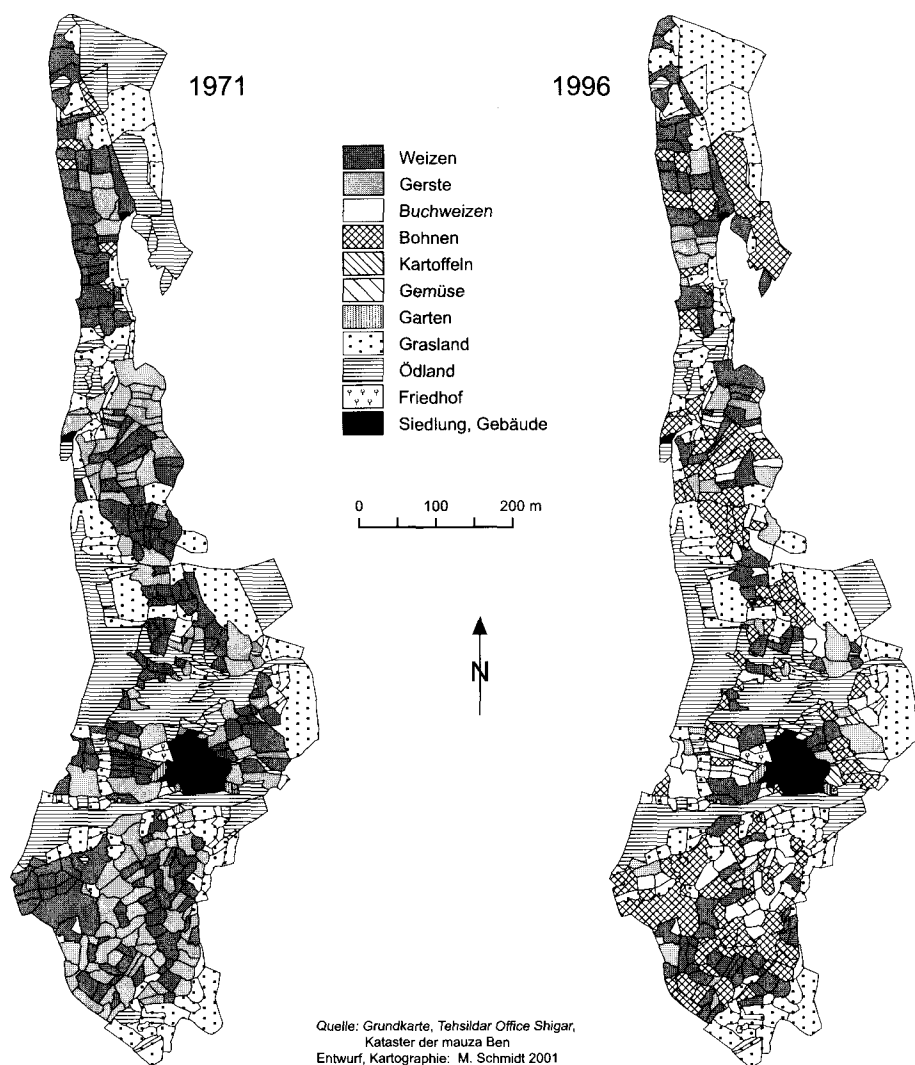 1971
1996
Weizen
Gerste
Buchweizen
Bohnen
Kartoffeln
Gemüse
Garten
Grasland
Ödland
Friedhof
Siedlung, Gebäude
0 100 200 m
N
Quelle: Grundkarte, Tehsildar Office Shigar,
Kataster der mauza Ben
Entwurf, Kartographie: M. Schmidt 2001